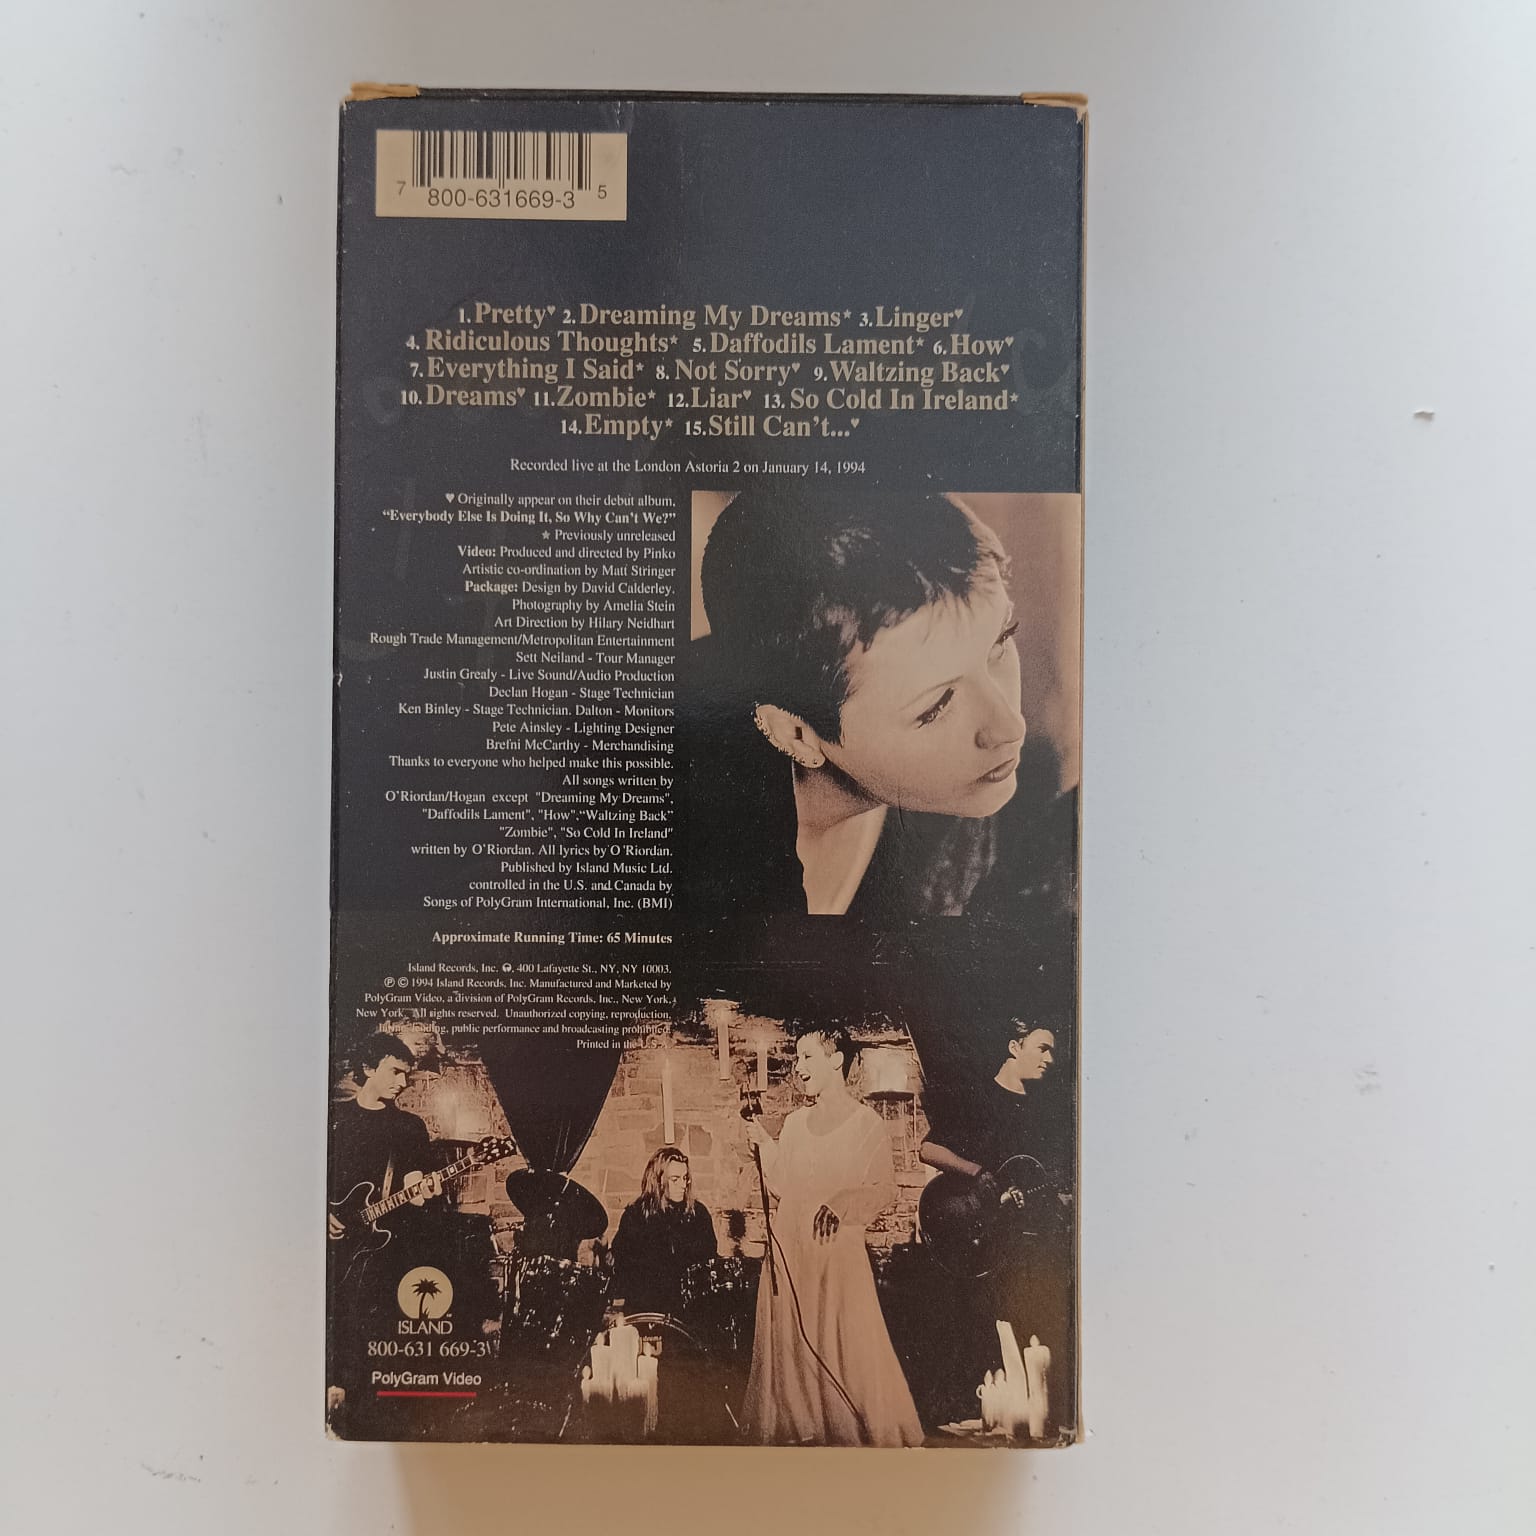 7 800-631669-3 5
1. Pretty♥ 2. Dreaming My Dreams* 3. Linger♥
4. Ridiculous Thoughts* 5. Daffodils Lament* 6. How♥
7. Everything I Said* 8. Not Sorry♥ 9. Waltzing Back♥
10. Dreams♥ 11. Zombie* 12. Liar♥ 13. So Cold In Ireland*
14. Empty* 15. Still Can't...♥
Recorded live at the London Astoria 2 on January 14, 1994
♥ Originally appear on their debut album,
"Everybody Else Is Doing It, So Why Can't We?"
★ Previously unreleased
Video: Produced and directed by Pinko
Artistic co-ordination by Matt Stringer
Package: Design by David Calderley.
Photography by Amelia Stein
Art Direction by Hilary Neidhart
Rough Trade Management/Metropolitan Entertainment
Sett Neiland - Tour Manager
Justin Grealy - Live Sound/Audio Production
Declan Hogan - Stage Technician
Ken Binley - Stage Technician. Dalton - Monitors
Pete Ainsley - Lighting Designer
Brefni McCarthy - Merchandising
Thanks to everyone who helped make this possible.
All songs written by
O'Riordan/Hogan except "Dreaming My Dreams",
"Daffodils Lament", "How","Waltzing Back"
"Zombie", "So Cold In Ireland"
written by O'Riordan. All lyrics by O'Riordan.
Published by Island Music Ltd.
controlled in the U.S. and Canada by
Songs of PolyGram International, Inc. (BMI)
Approximate Running Time: 65 Minutes
Island Records, Inc. 400 Lafayette St., NY, NY 10003.
℗ © 1994 Island Records, Inc. Manufactured and Marketed by
PolyGram Video, a division of PolyGram Records, Inc., New York,
New York. All rights reserved. Unauthorized copying, reproduction,
hiring, lending, public performance and broadcasting prohibited.
Printed in the U.S.A.
ISLAND
800-631 669-3
PolyGram Video